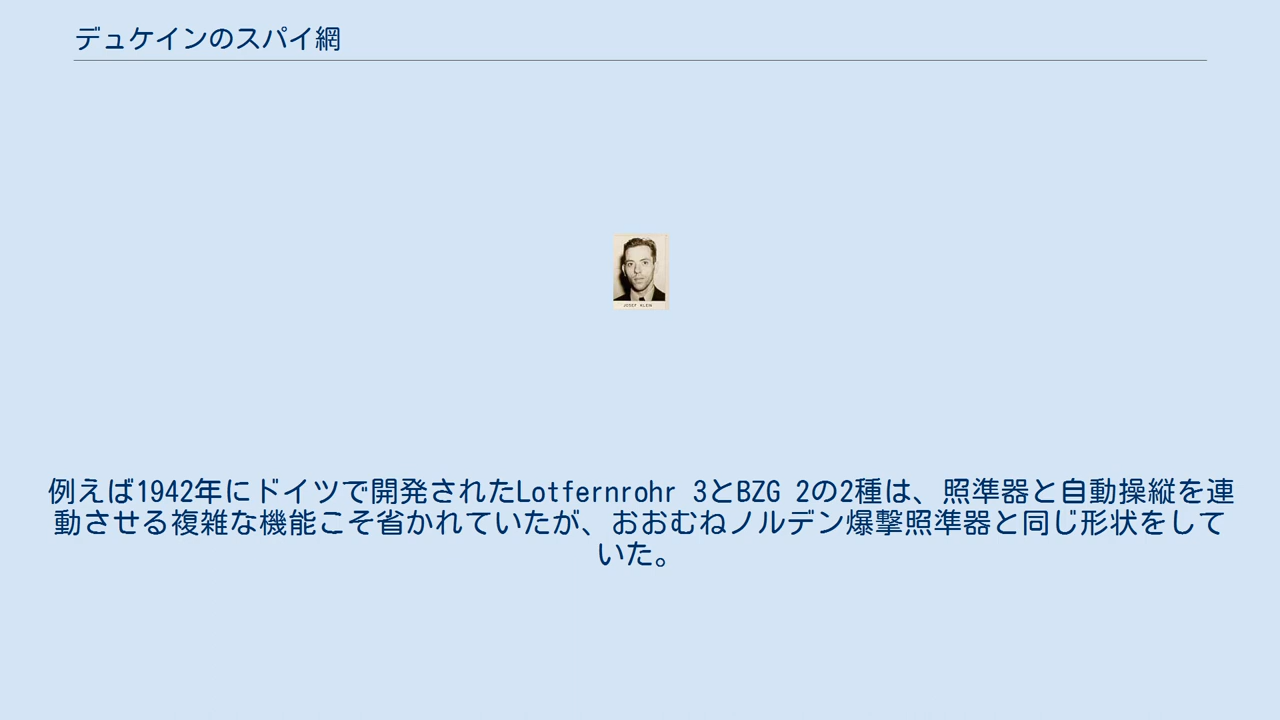 デュケインのスパイ網
JOSEF KLEIN
例えば1942年にドイツで開発されたLotfernrohr 3とBZG 2の2種は、照準器と自動操縦を連
動させる複雑な機能こそ省かれていたが、おおむねノルデン爆撃照準器と同じ形状をして
いた。